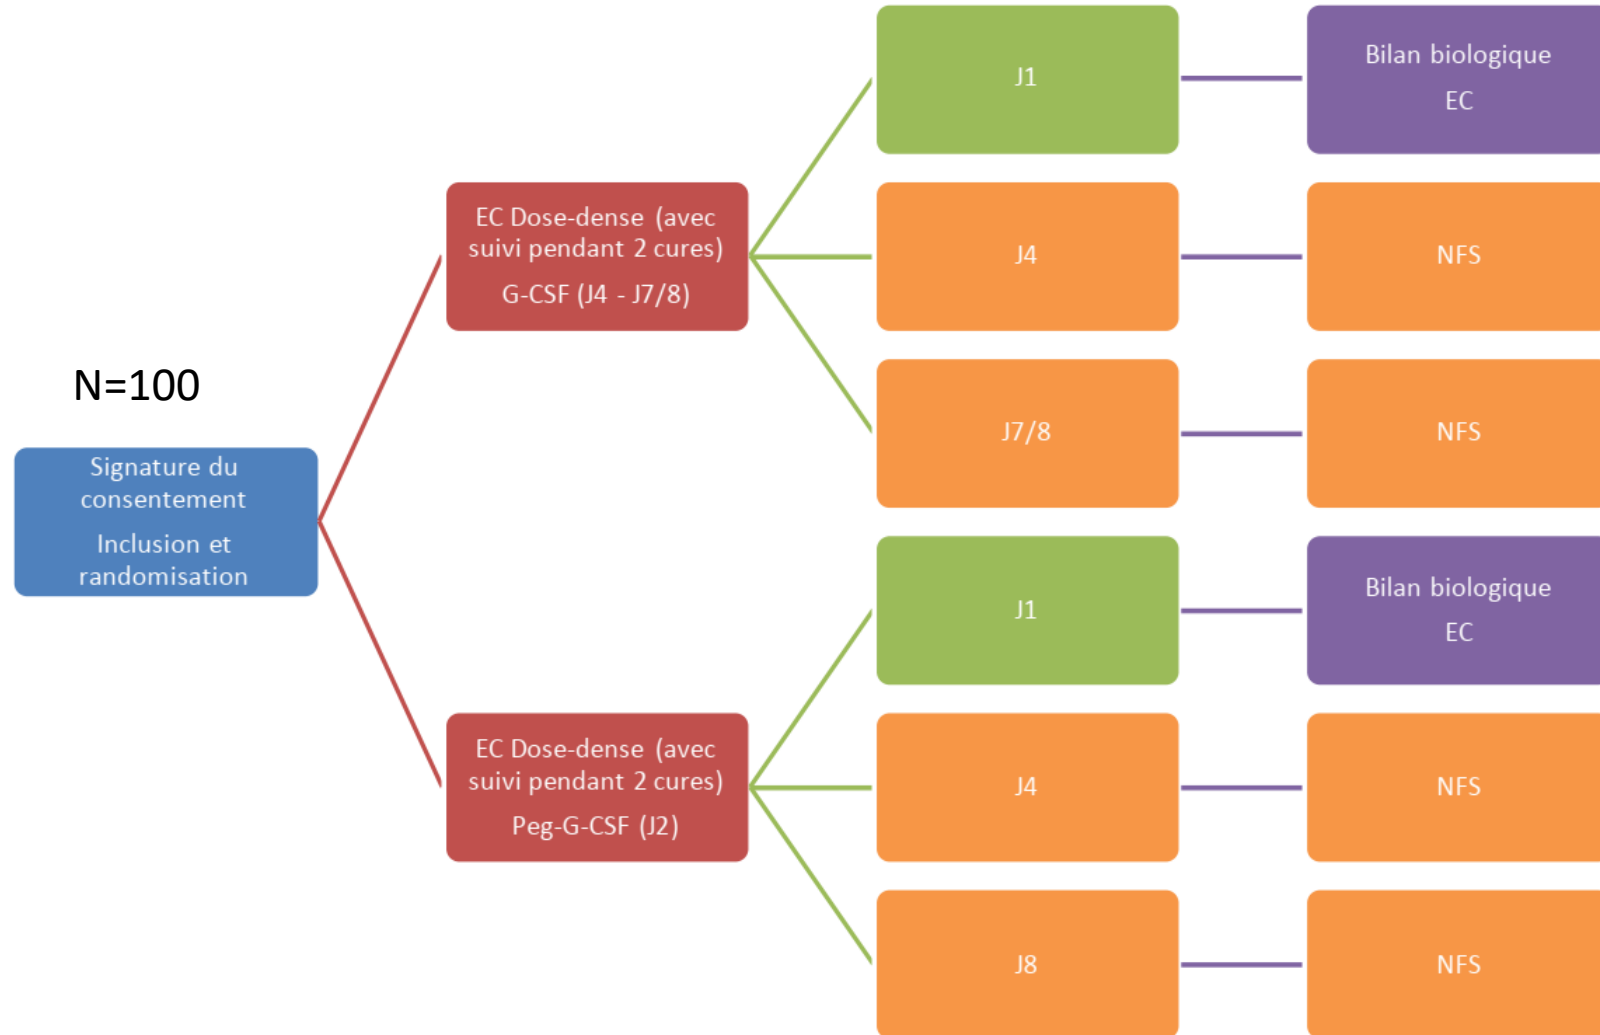 N=100
Signature du
consentement
Inclusion et
randomisation
EC Dose-dense (avec
suivi pendant 2 cures)
G-CSF (J4 - J7/8)
J1
Bilan biologique
EC
J4
NFS
J7/8
NFS
EC Dose-dense (avec
suivi pendant 2 cures)
Peg-G-CSF (J2)
J1
Bilan biologique
EC
J4
NFS
J8
NFS